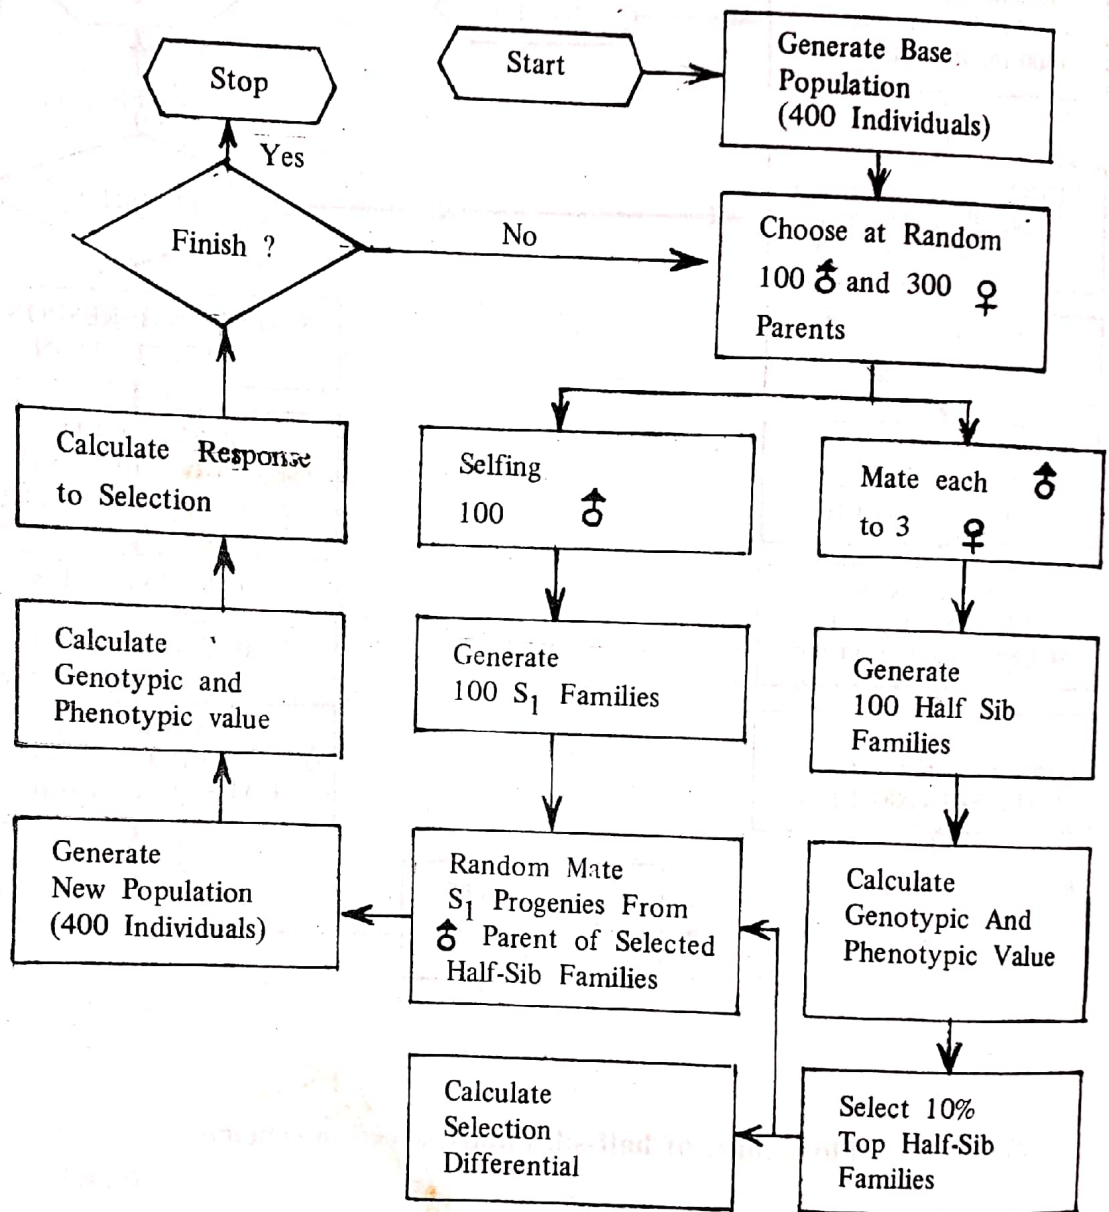 Start
Generate Base
Population
(400 Individuals)
Choose at Random
100 ♂ and 300 ♀
Parents
Selfing
100 ♂
Mate each ♂
to 3 ♀
Generate
100 S₁ Families
Generate
100 Half Sib
Families
Calculate
Genotypic And
Phenotypic Value
Select 10%
Top Half-Sib
Families
Calculate
Selection
Differential
Random Mate
S₁ Progenies From
♂ Parent of Selected
Half-Sib Families
Generate
New Population
(400 Individuals)
Calculate
Genotypic and
Phenotypic value
Calculate Response
to Selection
Finish ?
No
Yes
Stop